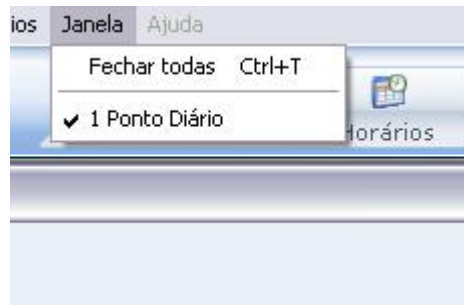 ios Janela Ajuda
Fechar todas Ctrl+T
✓ 1 Ponto Diário
Horários